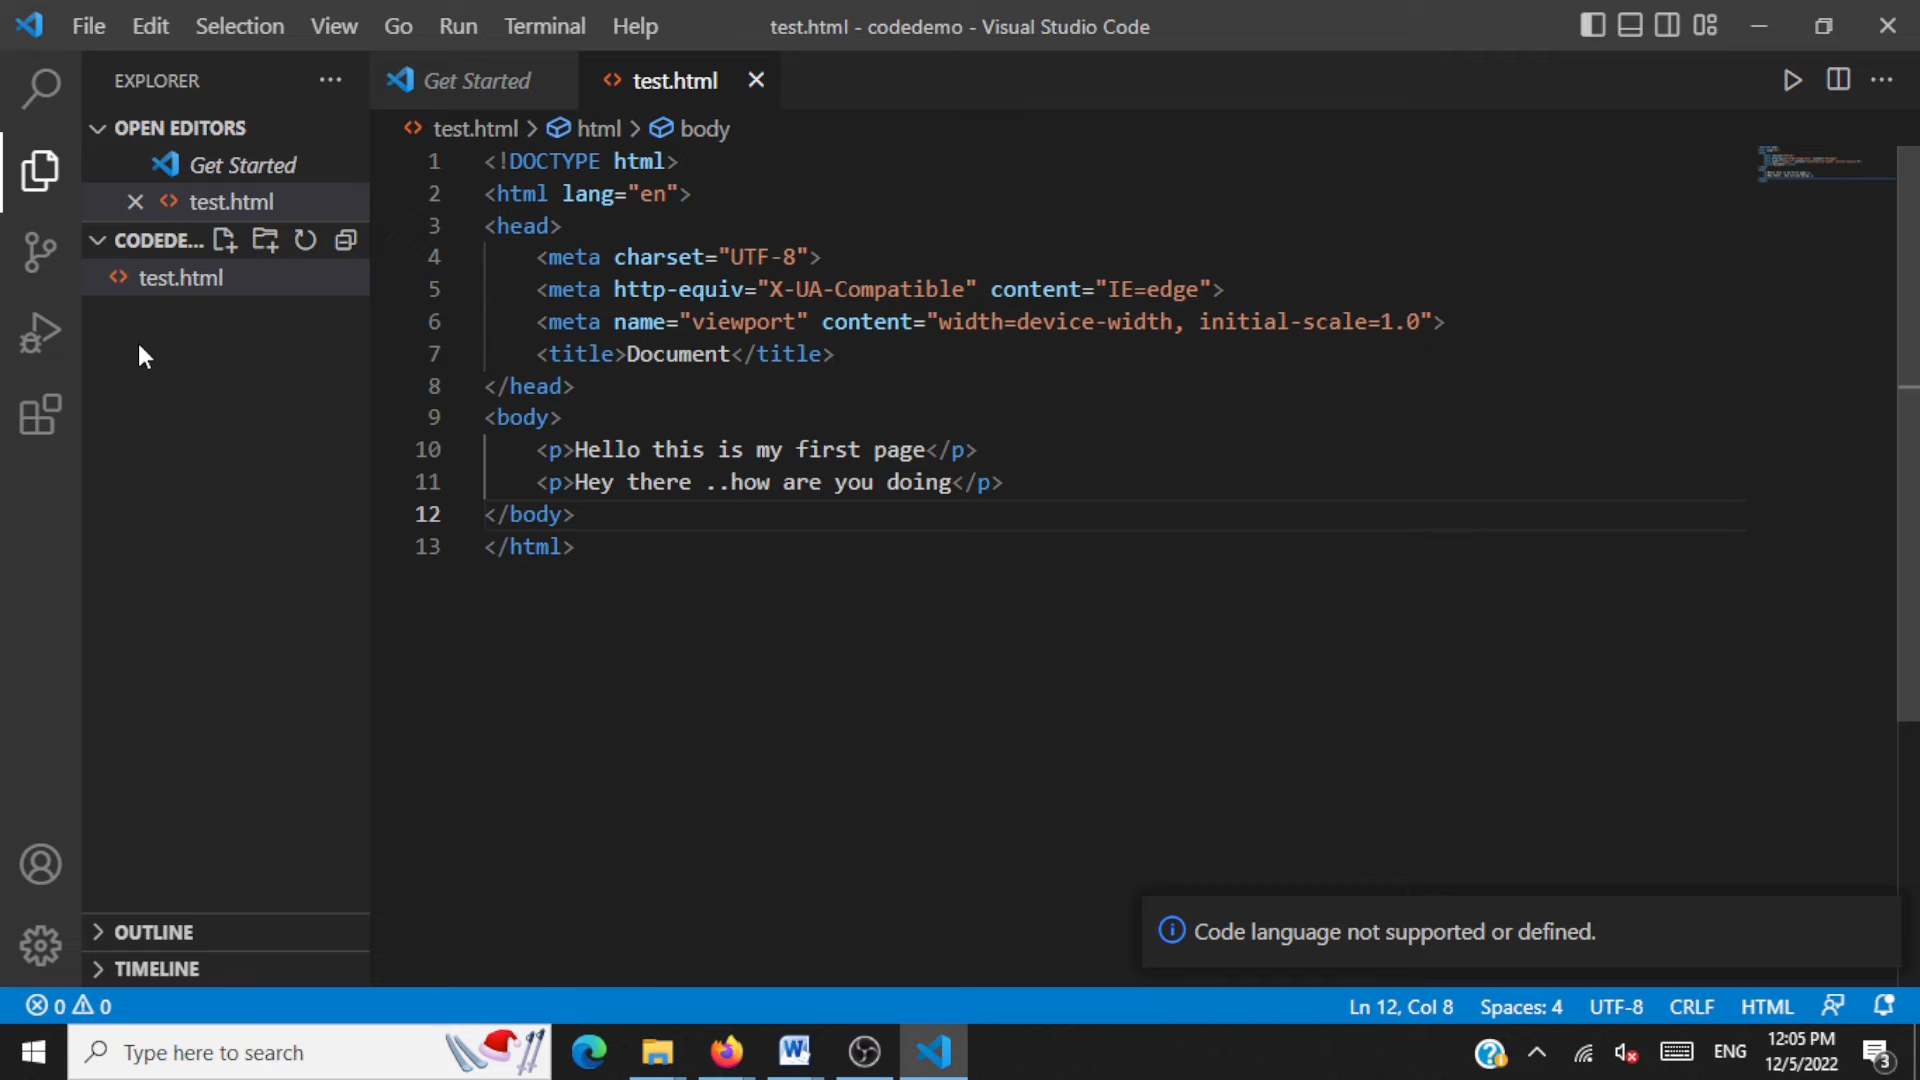 File Edit Selection View Go Run Terminal Help test.html - codedemo - Visual Studio Code
EXPLORER
OPEN EDITORS
Get Started
test.html
CODEDE...
test.html
OUTLINE
TIMELINE
Get Started test.html
test.html > html > body
1 <!DOCTYPE html>
2 <html lang="en">
3 <head>
4 <meta charset="UTF-8">
5 <meta http-equiv="X-UA-Compatible" content="IE=edge">
6 <meta name="viewport" content="width=device-width, initial-scale=1.0">
7 <title>Document</title>
8 </head>
9 <body>
10 <p>Hello this is my first page</p>
11 <p>Hey there ..how are you doing</p>
12 </body>
13 </html>
Code language not supported or defined.
0 0 Ln 12, Col 8 Spaces: 4 UTF-8 CRLF HTML
Type here to search
W
ENG
12:05 PM
12/5/2022
3